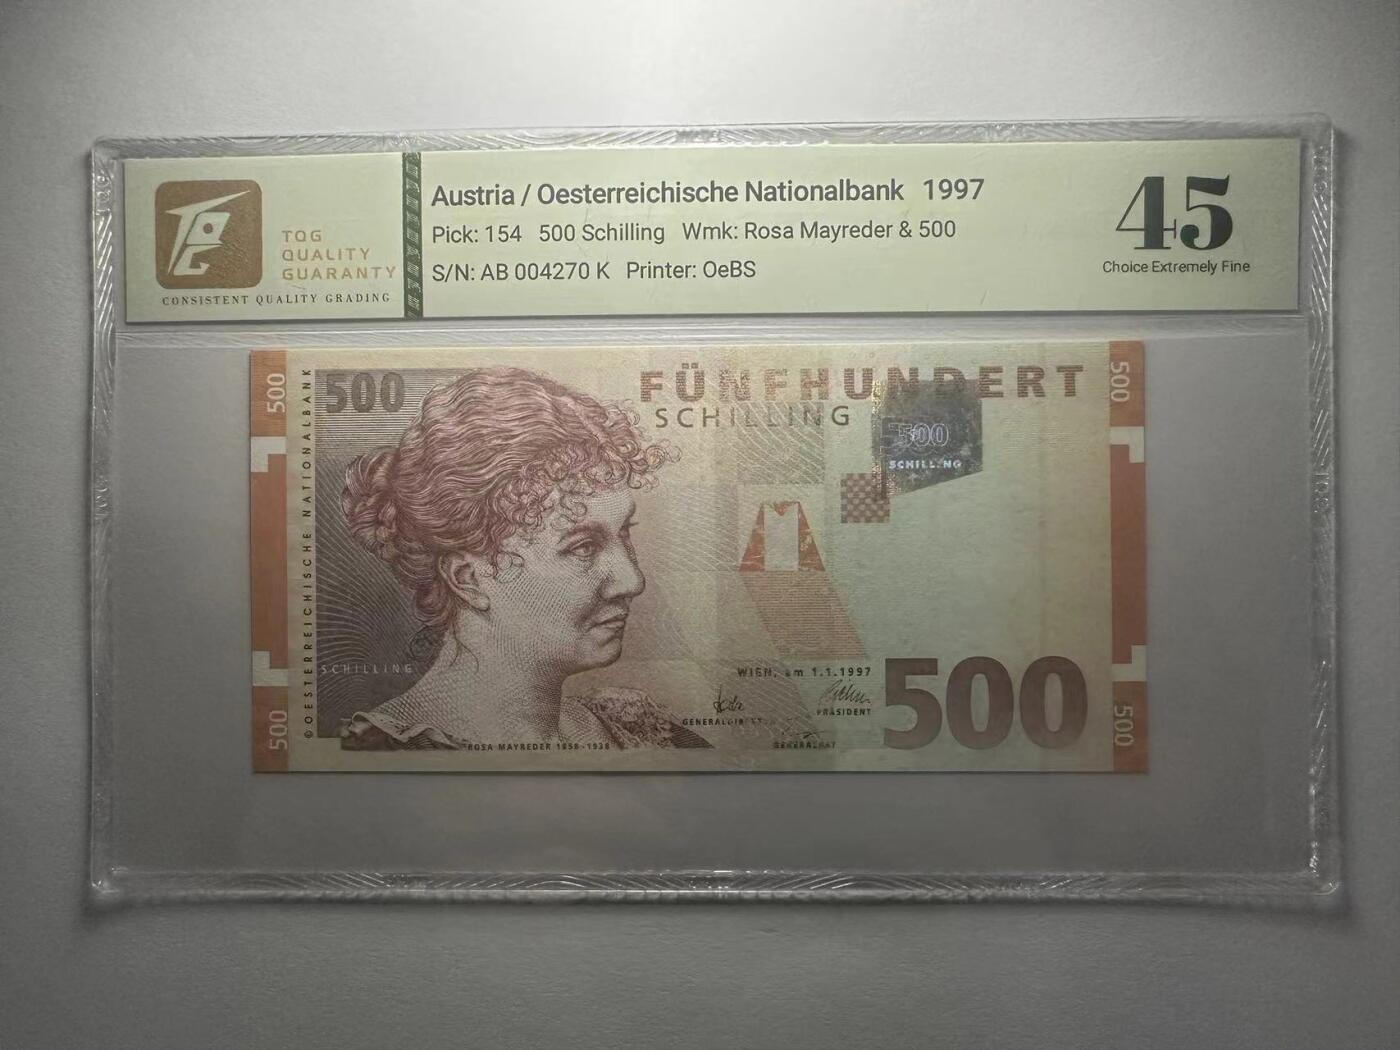 Austria / Oesterreichische Nationalbank 1997
Pick: 154 500 Schilling Wmk: Rosa Mayreder & 500
S/N: AB 004270 K Printer: OeBS
45
Choice Extremely Fine
TQG
QUALITY
GUARANTY
CONSISTENT QUALITY GRADING
500
500
© OESTERREICHISCHE NATIONALBANK
500
FÜNFHUNDERT
SCHILLING
500
SCHILLING
SCHILLING
WIEN, am 1.1.1997
PRÄSIDENT
GENERALRAT
ROSA MAYREDER 1858-1938
500
500
500